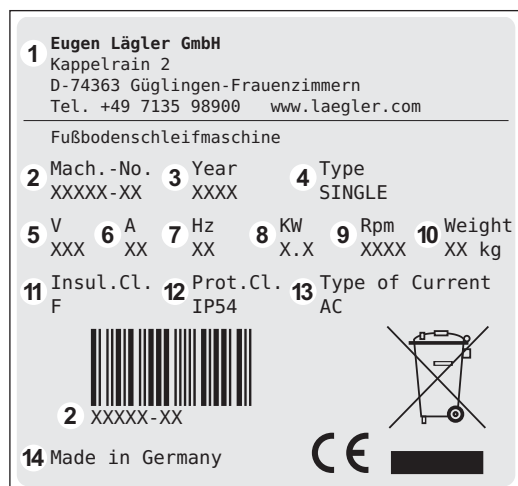 1 Eugen Lägler GmbH
Kappelrain 2
D-74363 Güglingen-Frauenzimmern
Tel. +49 7135 98900 www.laegler.com
Fußbodenschleifmaschine
2 Mach.-No. 3 Year 4 Type
XXXXX-XX XXXX SINGLE
5 V 6 A 7 Hz 8 KW 9 Rpm 10 Weight
XXX XX XX X.X XXXX XX kg
11 Insul.Cl. 12 Prot.Cl. 13 Type of Current
F IP54 AC
2 XXXXX-XX
14 Made in Germany CE